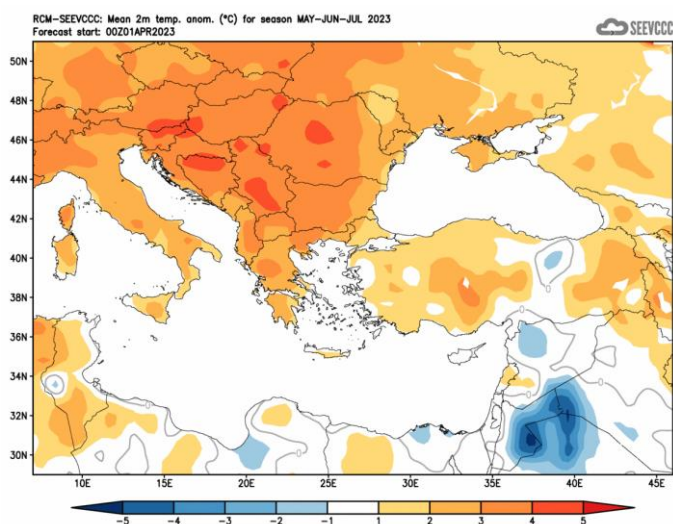 RCM-SEEVCCC: Mean 2m temp. anom. (°C) for season MAY-JUN-JUL 2023
Forecast start: 00Z01APR2023
SEEVCCC
50N
48N
46N
44N
42N
40N
38N
36N
34N
32N
30N
10E 15E 20E 25E 30E 35E 40E 45E
-5 -4 -3 -2 -1 1 2 3 4 5